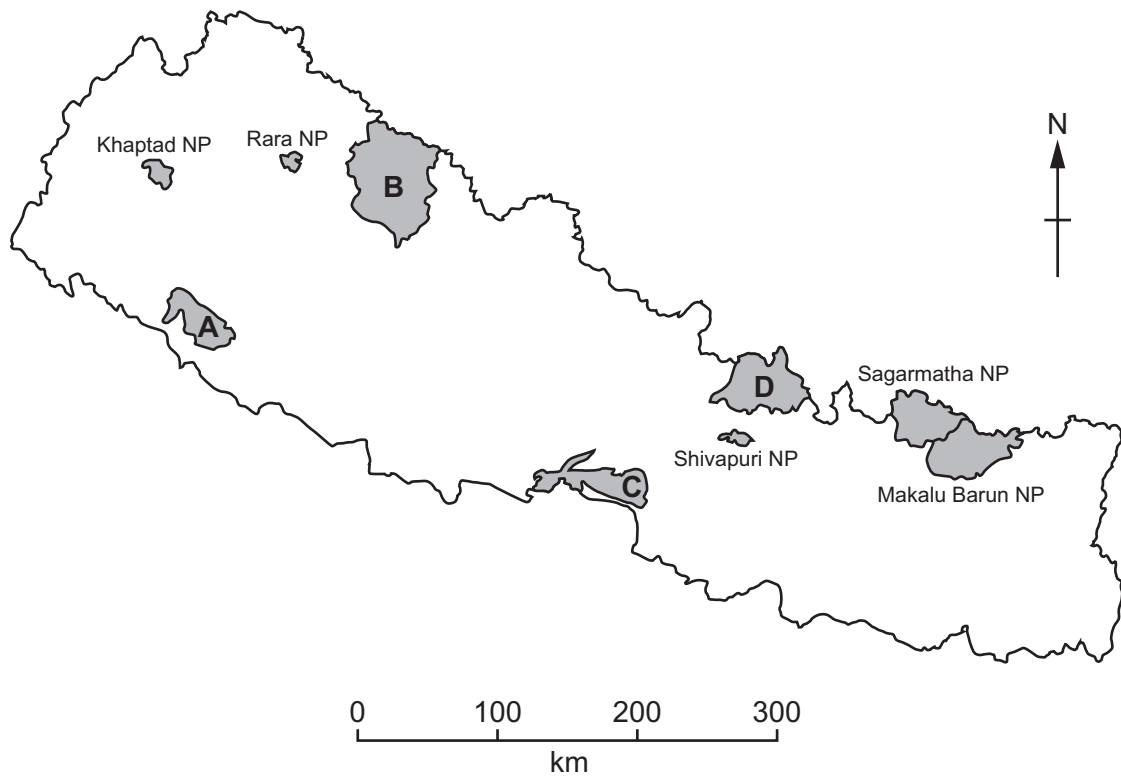 N
Khaptad NP
Rara NP
B
A
D
Sagarmatha NP
Shivapuri NP
C
Makalu Barun NP
0 100 200 300
km